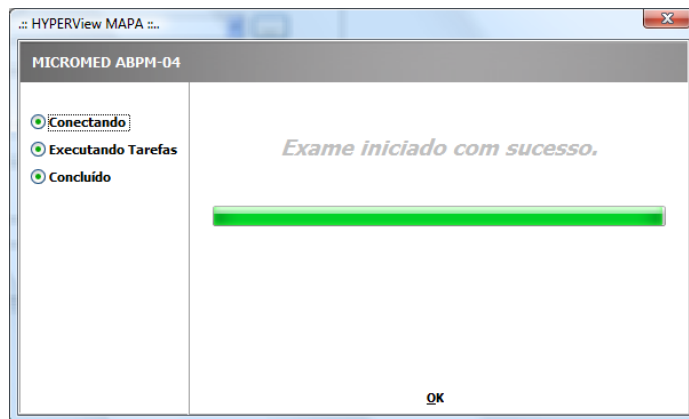 .:: HYPERView MAPA ::..
MICROMED ABPM-04
Conectando
Executando Tarefas
Concluído
Exame iniciado com sucesso.
OK